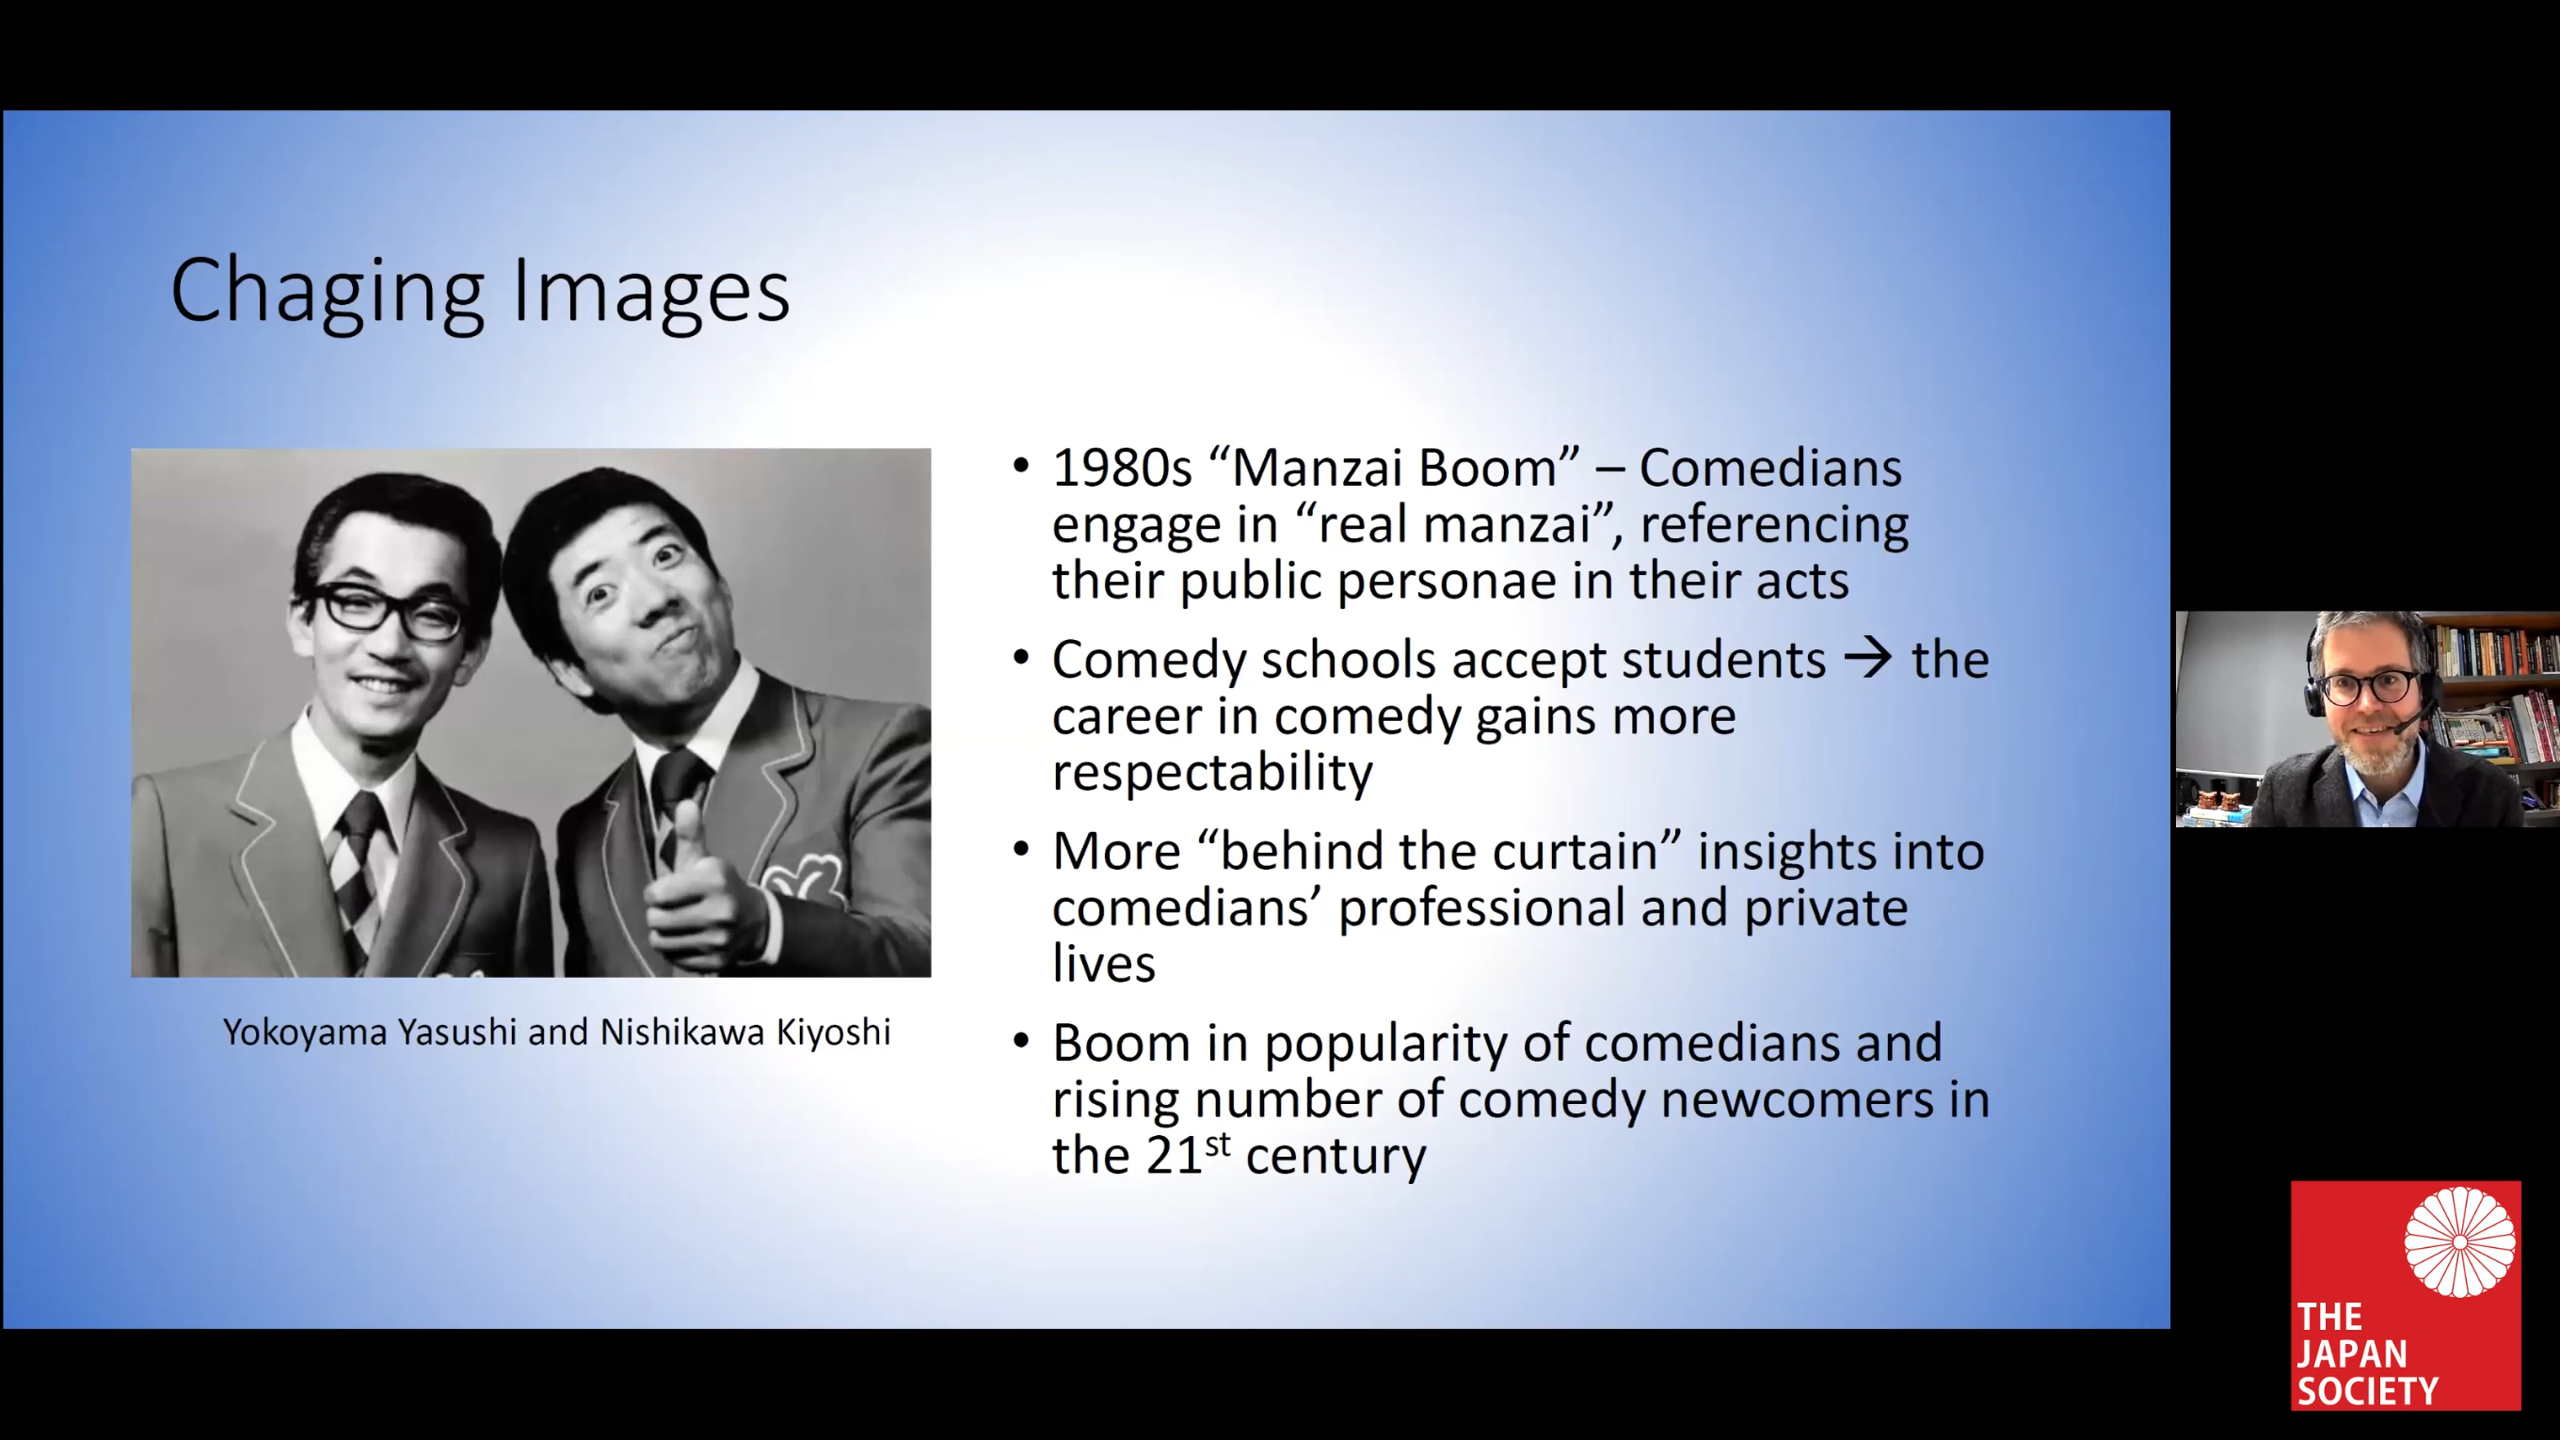 Chaging Images
Yokoyama Yasushi and Nishikawa Kiyoshi
• 1980s “Manzai Boom” – Comedians
engage in “real manzai”, referencing
their public personae in their acts
• Comedy schools accept students → the
career in comedy gains more
respectability
• More “behind the curtain” insights into
comedians’ professional and private
lives
• Boom in popularity of comedians and
rising number of comedy newcomers in
the 21st century
THE
JAPAN
SOCIETY